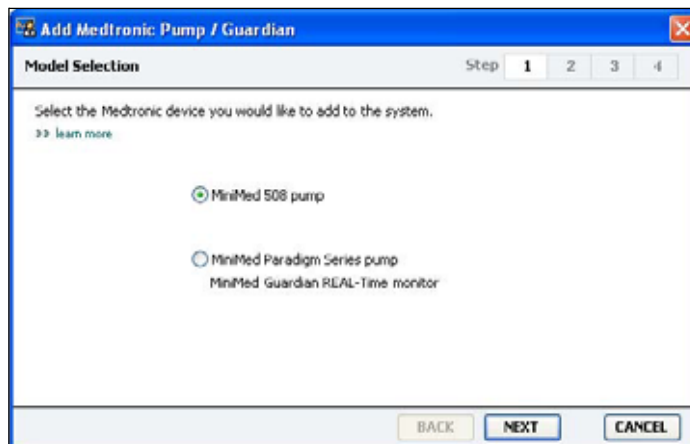 Add Medtronic Pump / Guardian
Model Selection Step 1 2 3 4
Select the Medtronic device you would like to add to the system.
>> learn more
MiniMed 508 pump
MiniMed Paradigm Series pump
MiniMed Guardian REAL-Time monitor
BACK NEXT CANCEL